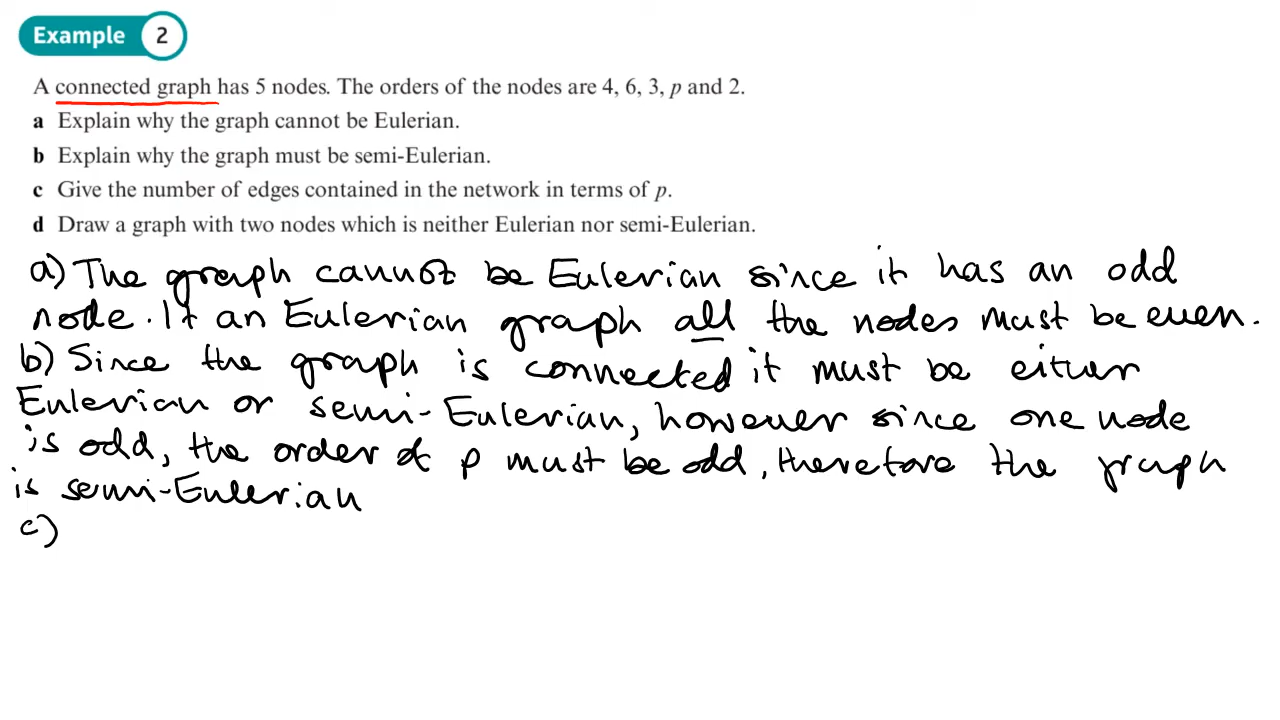 Example 2
A connected graph has 5 nodes. The orders of the nodes are 4, 6, 3, p and 2.
a Explain why the graph cannot be Eulerian.
b Explain why the graph must be semi-Eulerian.
c Give the number of edges contained in the network in terms of p.
d Draw a graph with two nodes which is neither Eulerian nor semi-Eulerian.
a) The graph cannot be Eulerian since it has an odd
node. If an Eulerian graph all the nodes must be even.
b) Since the graph is connected it must be either
Eulerian or semi-Eulerian, however since one node
is odd, the order of p must be odd, therefore the graph
is semi-Eulerian
c)